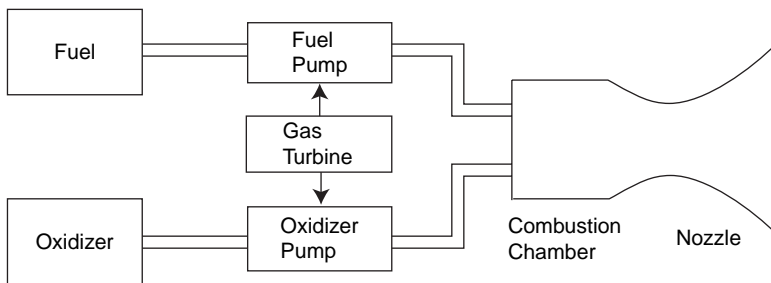 Fuel
Fuel
Pump
Gas
Turbine
Oxidizer
Oxidizer
Pump
Combustion
Chamber
Nozzle